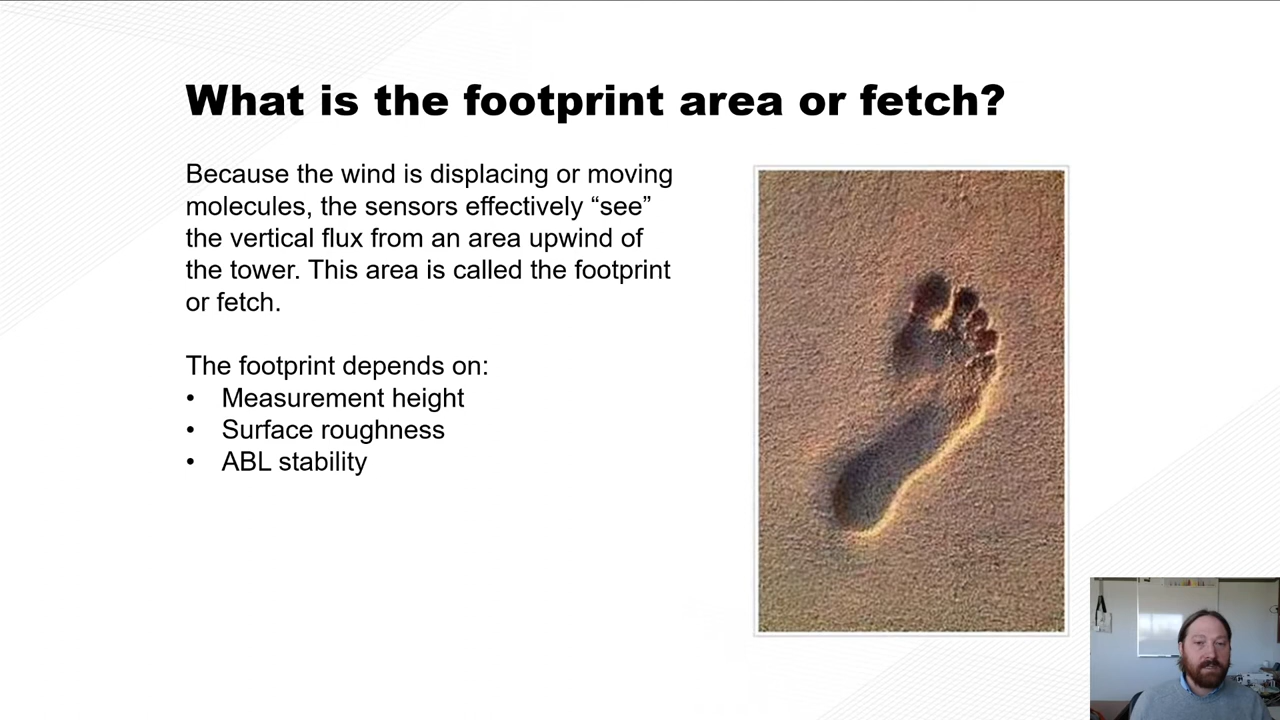 What is the footprint area or fetch?
Because the wind is displacing or moving
molecules, the sensors effectively “see”
the vertical flux from an area upwind of
the tower. This area is called the footprint
or fetch.
The footprint depends on:
• Measurement height
• Surface roughness
• ABL stability